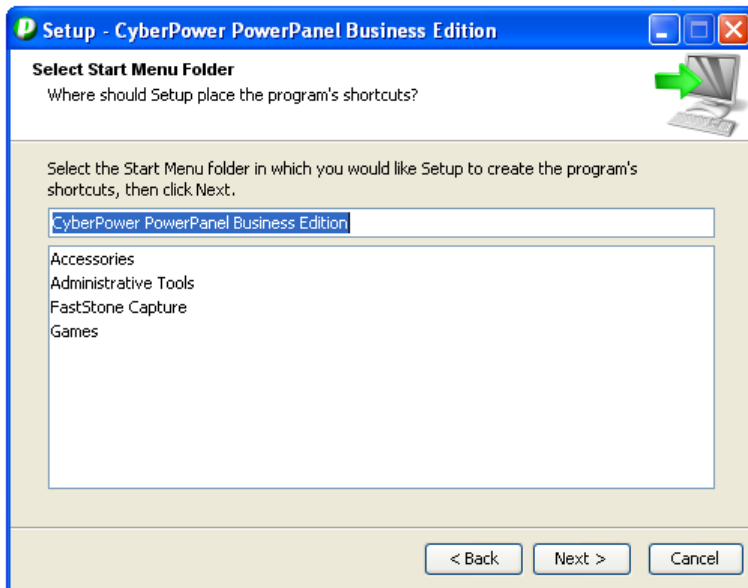 Setup - CyberPower PowerPanel Business Edition
Select Start Menu Folder
Where should Setup place the program's shortcuts?
Select the Start Menu folder in which you would like Setup to create the program's
shortcuts, then click Next.
CyberPower PowerPanel Business Edition
Accessories
Administrative Tools
FastStone Capture
Games
< Back Next > Cancel